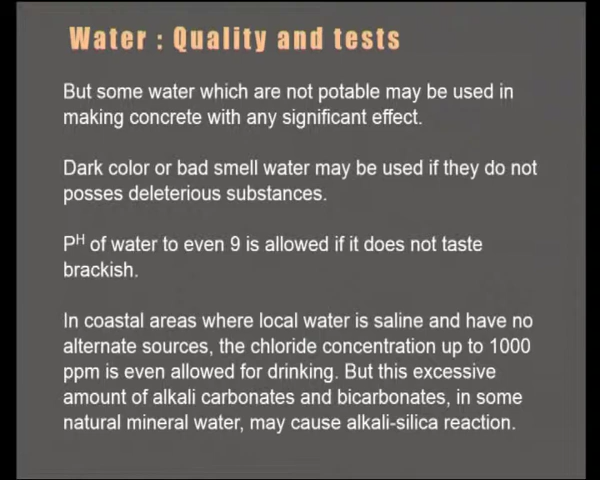 Water : Quality and tests
But some water which are not potable may be used in
making concrete with any significant effect.
Dark color or bad smell water may be used if they do not
posses deleterious substances.
Pᴴ of water to even 9 is allowed if it does not taste
brackish.
In coastal areas where local water is saline and have no
alternate sources, the chloride concentration up to 1000
ppm is even allowed for drinking. But this excessive
amount of alkali carbonates and bicarbonates, in some
natural mineral water, may cause alkali-silica reaction.